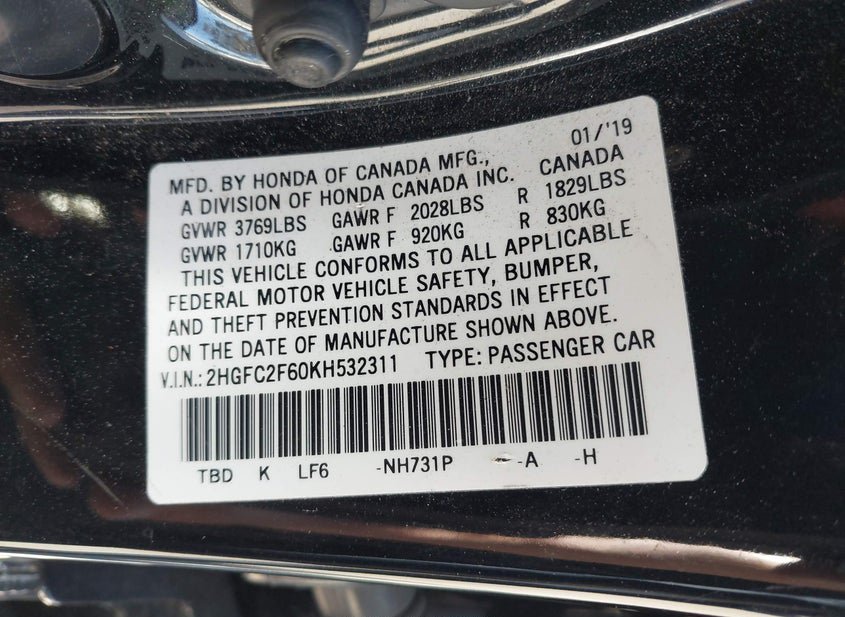 01/'19
MFD. BY HONDA OF CANADA MFG.,
A DIVISION OF HONDA CANADA INC. CANADA
GVWR 3769LBS GAWR F 2028LBS R 1829LBS
GVWR 1710KG GAWR F 920KG R 830KG
THIS VEHICLE CONFORMS TO ALL APPLICABLE
FEDERAL MOTOR VEHICLE SAFETY, BUMPER,
AND THEFT PREVENTION STANDARDS IN EFFECT
ON THE DATE OF MANUFACTURE SHOWN ABOVE.
V.I.N.: 2HGFC2F60KH532311 TYPE: PASSENGER CAR
TBD K LF6 -NH731P - -A -H